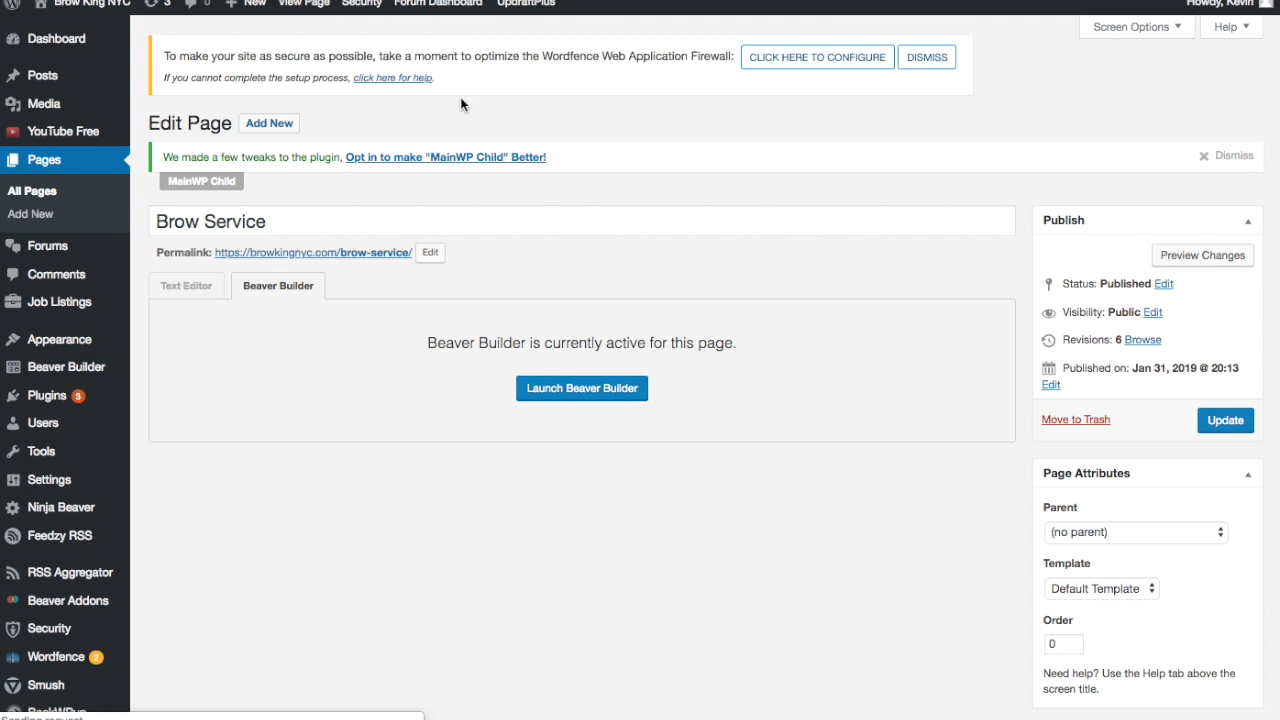 Brow King NYC 3 0 New View Page Security Forum Dashboard UpdraftPlus Howdy, Kevin
Screen Options Help
To make your site as secure as possible, take a moment to optimize the Wordfence Web Application Firewall: CLICK HERE TO CONFIGURE DISMISS
If you cannot complete the setup process, click here for help.
Edit Page Add New
We made a few tweaks to the plugin, Opt in to make "MainWP Child" Better! Dismiss
MainWP Child
Dashboard
Posts
Media
YouTube Free
Pages
All Pages
Add New
Forums
Comments
Job Listings
Appearance
Beaver Builder
Plugins 3
Users
Tools
Settings
Ninja Beaver
Feedzy RSS
RSS Aggregator
Beaver Addons
Security
Wordfence 2
Smush
BackWPup
Sending request
Brow Service
Permalink: https://browkingnyc.com/brow-service/ Edit
Text Editor Beaver Builder
Beaver Builder is currently active for this page.
Launch Beaver Builder
Publish
Preview Changes
Status: Published Edit
Visibility: Public Edit
Revisions: 6 Browse
Published on: Jan 31, 2019 @ 20:13
Edit
Move to Trash Update
Page Attributes
Parent
(no parent)
Template
Default Template
Order
0
Need help? Use the Help tab above the
screen title.